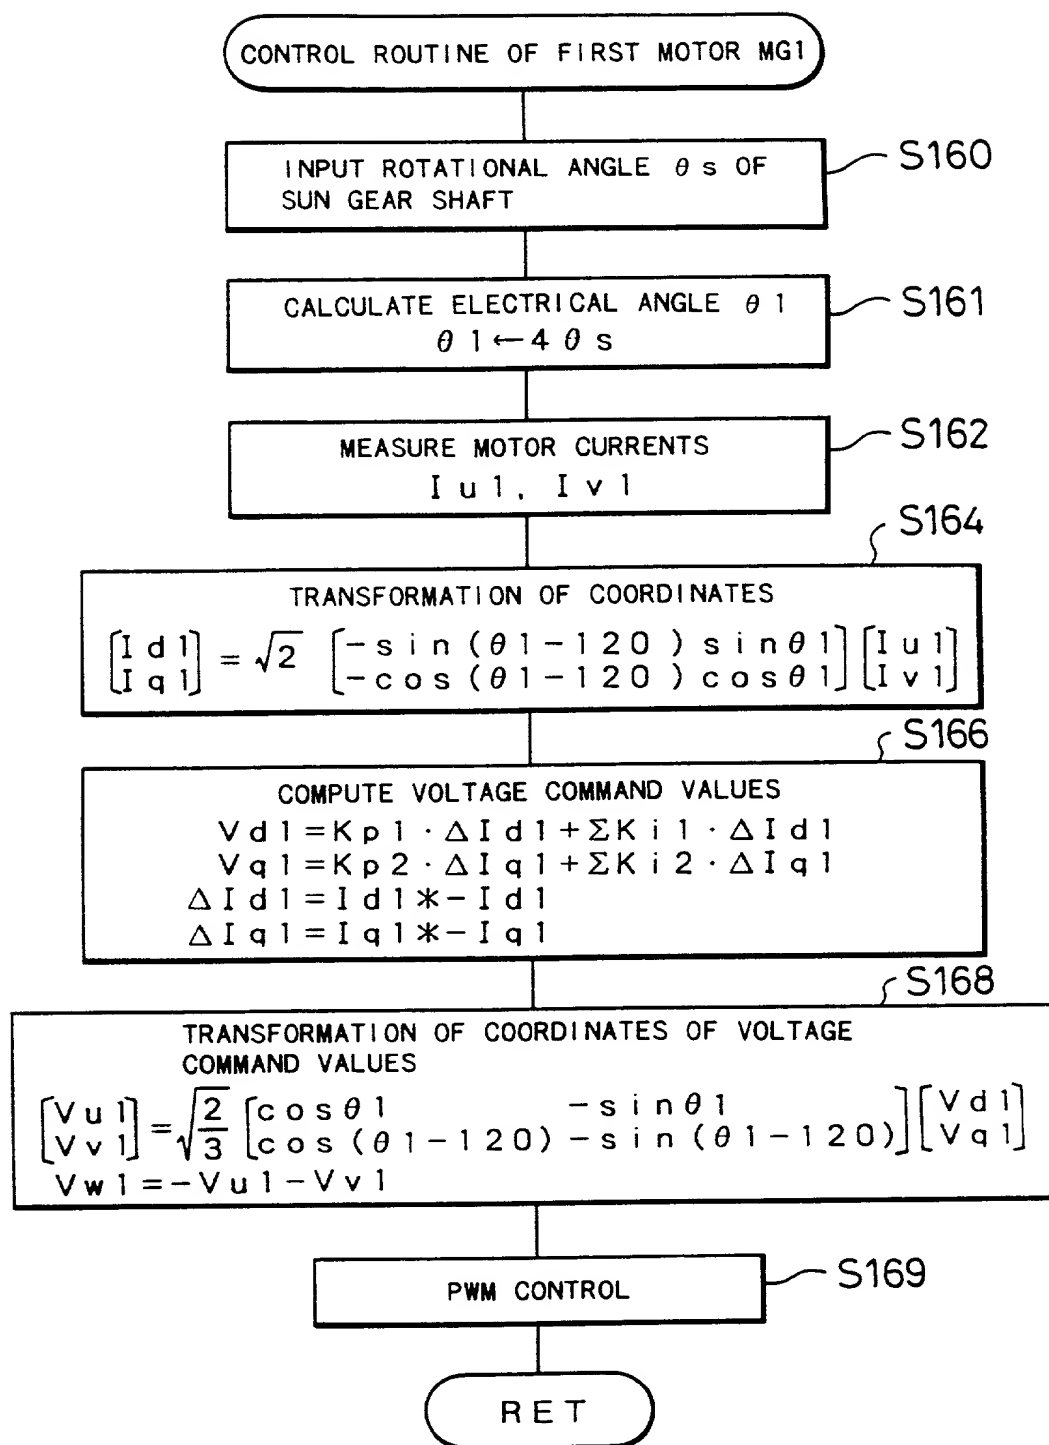 CONTROL ROUTINE OF FIRST MOTOR MG1
INPUT ROTATIONAL ANGLE θs OF
SUN GEAR SHAFT
S160
CALCULATE ELECTRICAL ANGLE θ1
θ1←4θs
S161
MEASURE MOTOR CURRENTS
Iu1, Iv1
S162
S164
TRANSFORMATION OF COORDINATES
[Id1] = √2 [-sin(θ1-120) sinθ1] [Iu1]
[Iq1] [-cos(θ1-120) cosθ1] [Iv1]
S166
COMPUTE VOLTAGE COMMAND VALUES
Vd1=Kp1·ΔId1+ΣKi1·ΔId1
Vq1=Kp2·ΔIq1+ΣKi2·ΔIq1
ΔId1=Id1*-Id1
ΔIq1=Iq1*-Iq1
S168
TRANSFORMATION OF COORDINATES OF VOLTAGE
COMMAND VALUES
[Vu1] = √2/3 [cosθ1 -sinθ1] [Vd1]
[Vv1] [cos(θ1-120) -sin(θ1-120)] [Vq1]
Vw1=-Vu1-Vv1
PWM CONTROL
S169
RET